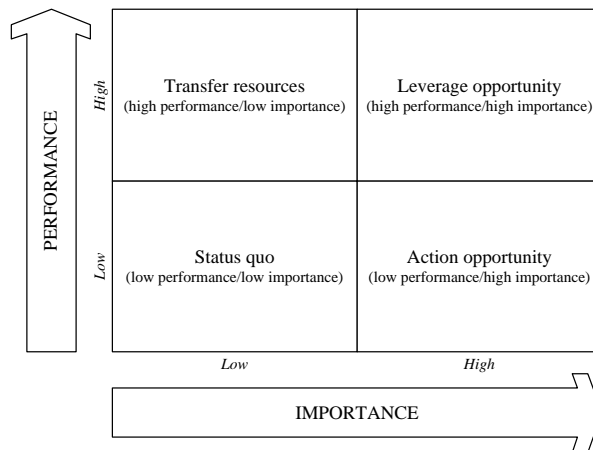 PERFORMANCE
High
Low
Transfer resources
(high performance/low importance)
Leverage opportunity
(high performance/high importance)
Status quo
(low performance/low importance)
Action opportunity
(low performance/high importance)
Low
High
IMPORTANCE